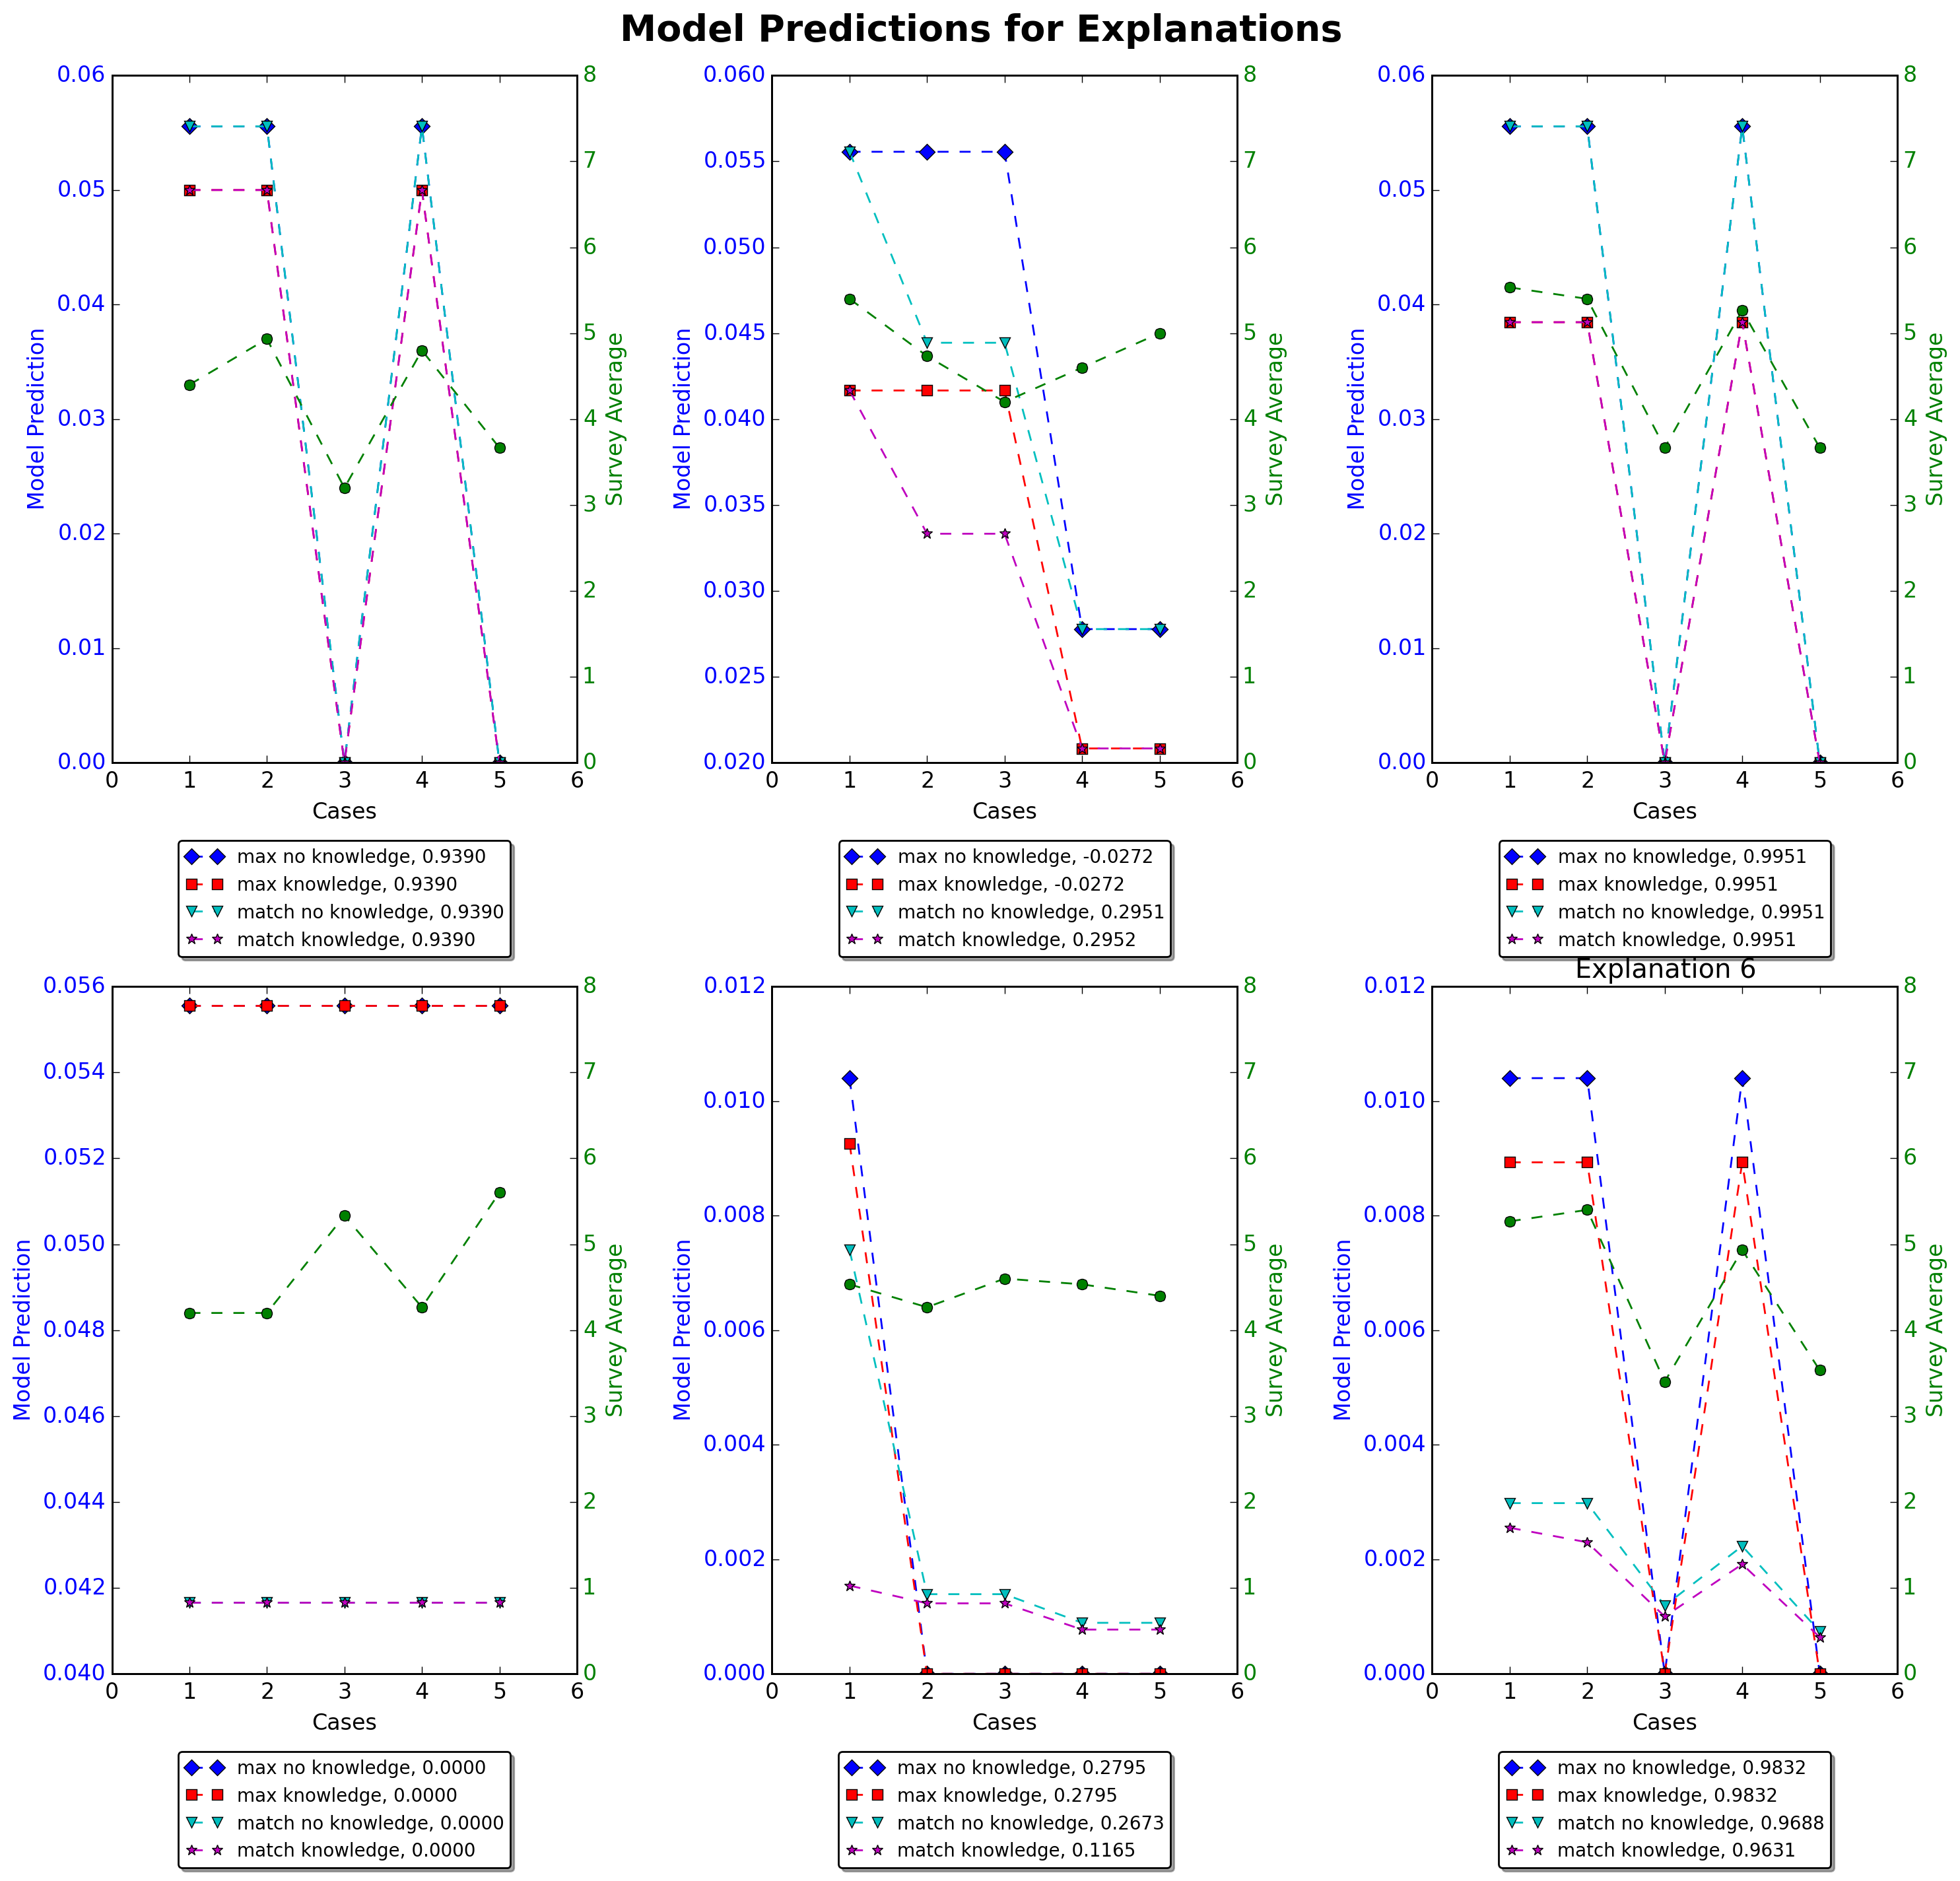 Model Predictions for Explanations
0.06
0.05
0.04
0.03
0.02
0.01
0.00
Model Prediction
8
7
6
5
4
3
2
1
0
Survey Average
0 1 2 3 4 5 6
Cases
max no knowledge, 0.9390
max knowledge, 0.9390
match no knowledge, 0.9390
match knowledge, 0.9390
0.060
0.055
0.050
0.045
0.040
0.035
0.030
0.025
0.020
Model Prediction
8
7
6
5
4
3
2
1
0
Survey Average
0 1 2 3 4 5 6
Cases
max no knowledge, -0.0272
max knowledge, -0.0272
match no knowledge, 0.2951
match knowledge, 0.2952
0.06
0.05
0.04
0.03
0.02
0.01
0.00
Model Prediction
8
7
6
5
4
3
2
1
0
Survey Average
0 1 2 3 4 5 6
Cases
max no knowledge, 0.9951
max knowledge, 0.9951
match no knowledge, 0.9951
match knowledge, 0.9951
0.056
0.054
0.052
0.050
0.048
0.046
0.044
0.042
0.040
Model Prediction
8
7
6
5
4
3
2
1
0
Survey Average
0 1 2 3 4 5 6
Cases
max no knowledge, 0.0000
max knowledge, 0.0000
match no knowledge, 0.0000
match knowledge, 0.0000
0.012
0.010
0.008
0.006
0.004
0.002
0.000
Model Prediction
8
7
6
5
4
3
2
1
0
Survey Average
0 1 2 3 4 5 6
Cases
max no knowledge, 0.2795
max knowledge, 0.2795
match no knowledge, 0.2673
match knowledge, 0.1165
Explanation 6
0.012
0.010
0.008
0.006
0.004
0.002
0.000
Model Prediction
8
7
6
5
4
3
2
1
0
Survey Average
0 1 2 3 4 5 6
Cases
max no knowledge, 0.9832
max knowledge, 0.9832
match no knowledge, 0.9688
match knowledge, 0.9631